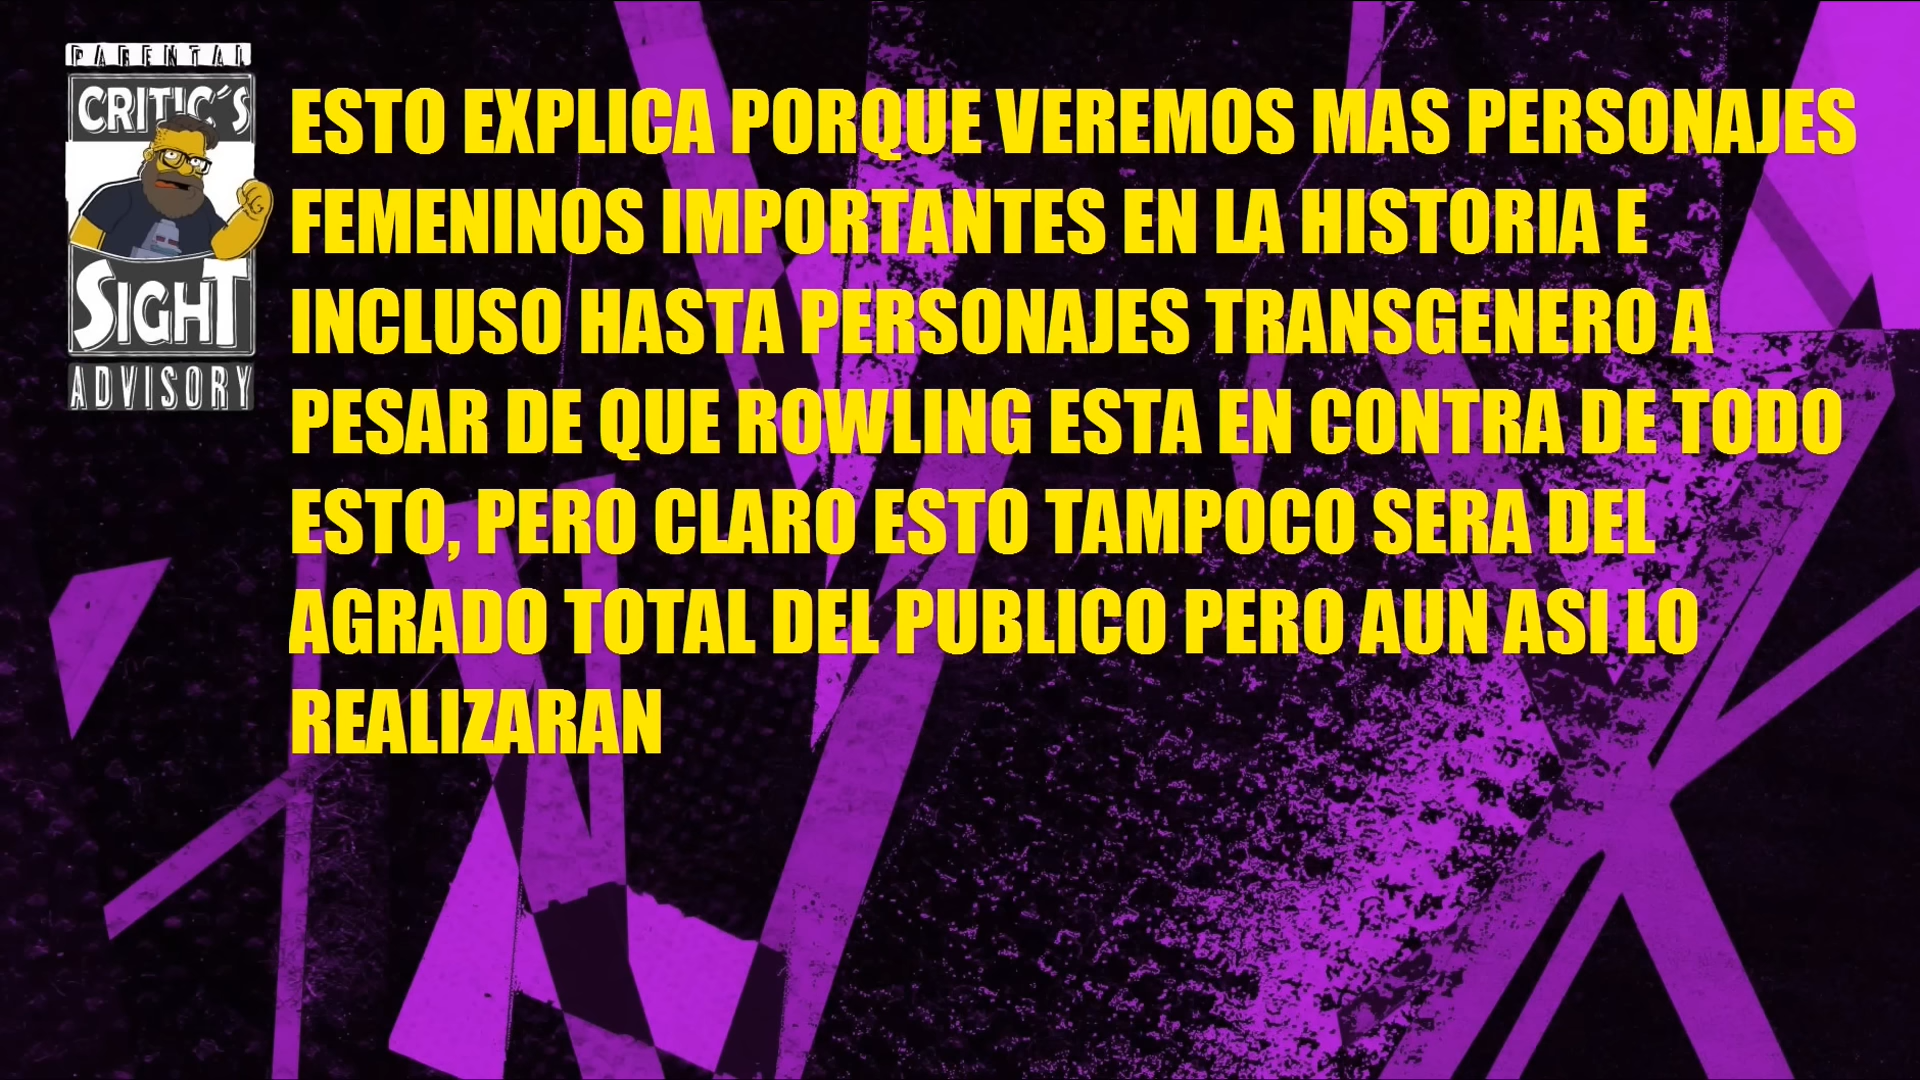 PARENTAL
CRITIC'S
SIGHT
ADVISORY
ESTO EXPLICA PORQUE VEREMOS MAS PERSONAJES
FEMENINOS IMPORTANTES EN LA HISTORIA E
INCLUSO HASTA PERSONAJES TRANSGENERO A
PESAR DE QUE ROWLING ESTA EN CONTRA DE TODO
ESTO, PERO CLARO ESTO TAMPOCO SERA DEL
AGRADO TOTAL DEL PUBLICO PERO AUN ASI LO
REALIZARAN